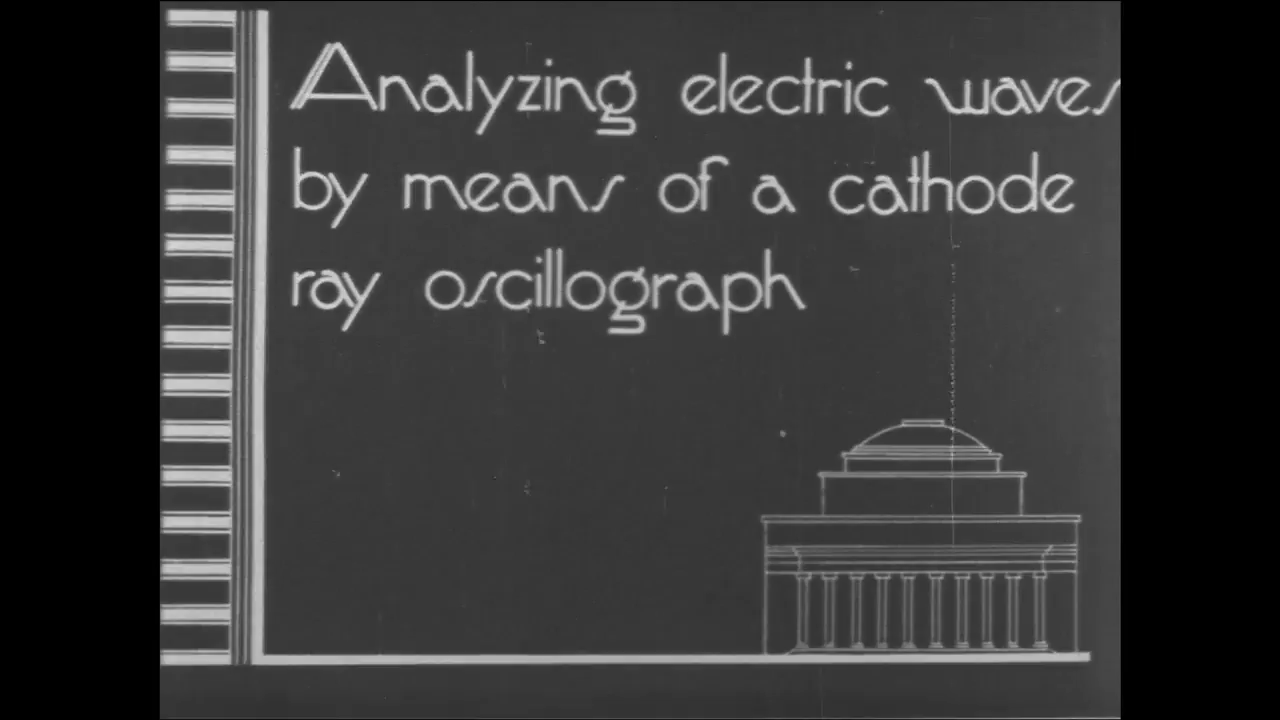 Analyzing electric waves
by means of a cathode
ray oscillograph